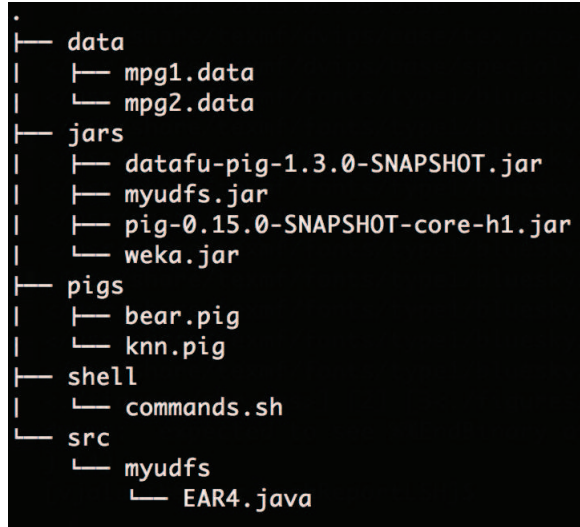 .
├── data
│   ├── mpg1.data
│   └── mpg2.data
├── jars
│   ├── datafu-pig-1.3.0-SNAPSHOT.jar
│   ├── myudfs.jar
│   ├── pig-0.15.0-SNAPSHOT-core-h1.jar
│   └── weka.jar
├── pigs
│   ├── bear.pig
│   └── knn.pig
├── shell
│   └── commands.sh
└── src
    └── myudfs
        └── EAR4.java